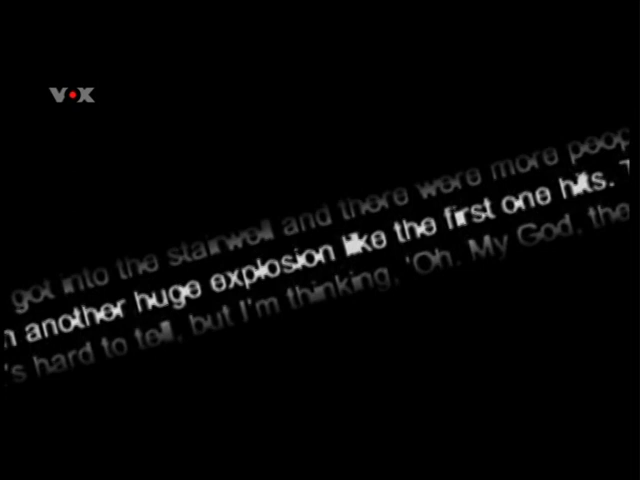 VOX
got into the stairwell and there were more peop
n another huge explosion like the first one hits. T
's hard to tell, but I'm thinking, 'Oh. My God, the